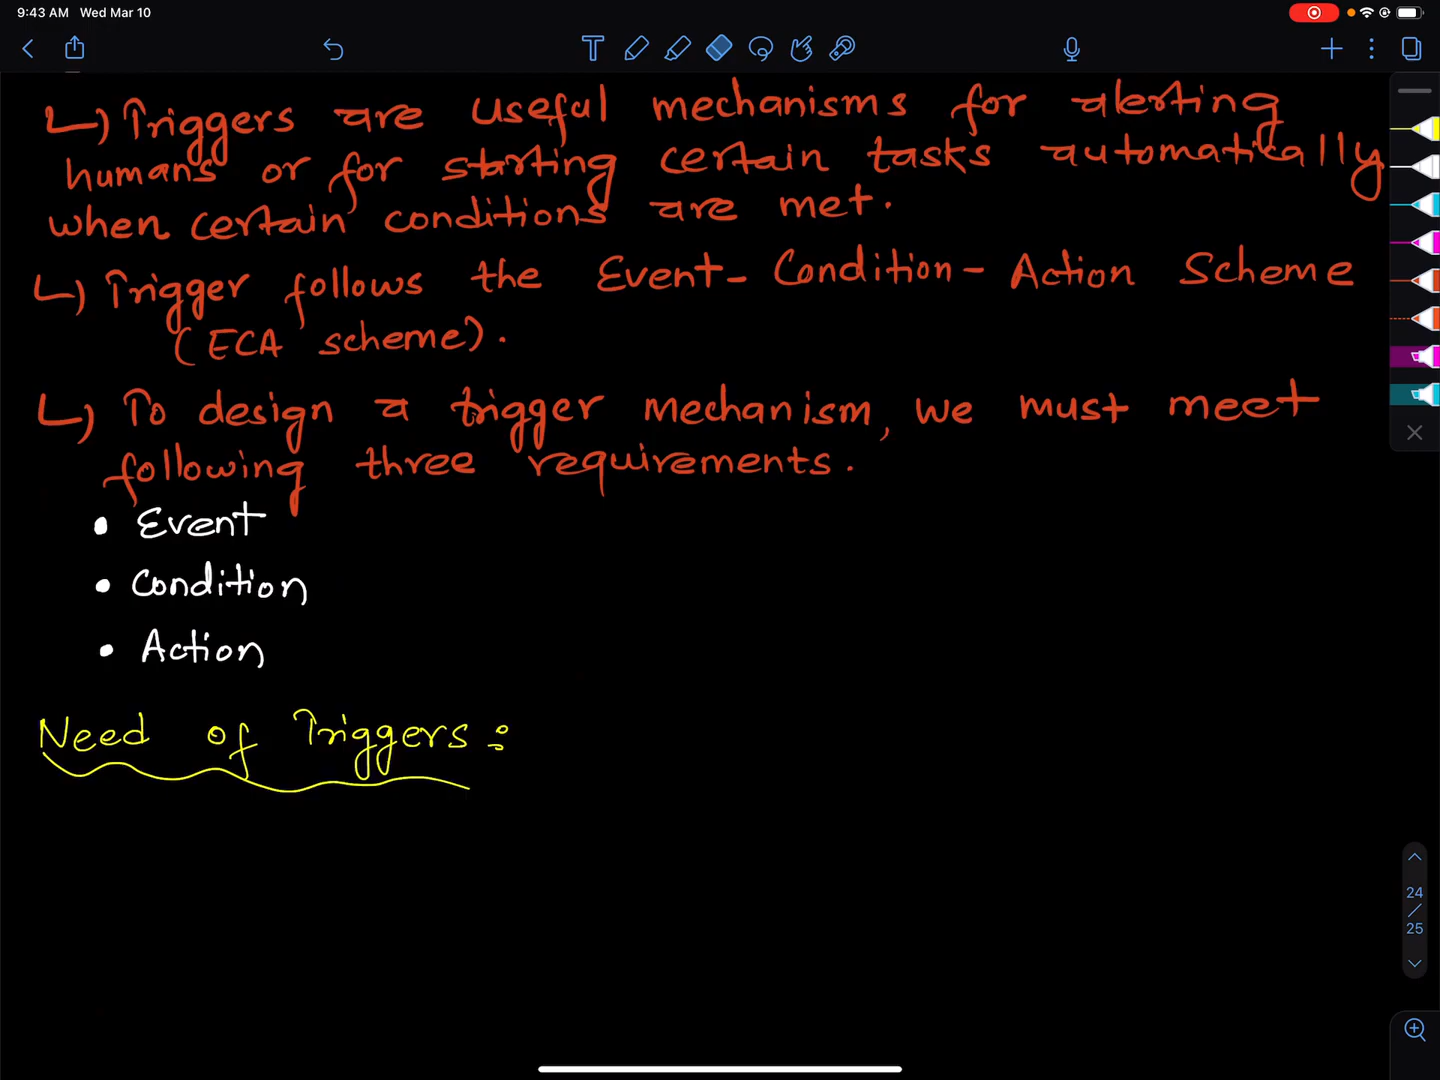 9:43 AM Wed Mar 10
↳) Triggers are useful mechanisms for alerting
humans or for starting certain tasks automatically
when certain conditions are met.
↳) Trigger follows the Event-Condition-Action Scheme
(ECA scheme).
↳) To design a trigger mechanism, we must meet
following three requirements.
• Event
• Condition
• Action
Need of Triggers :
24
/
25